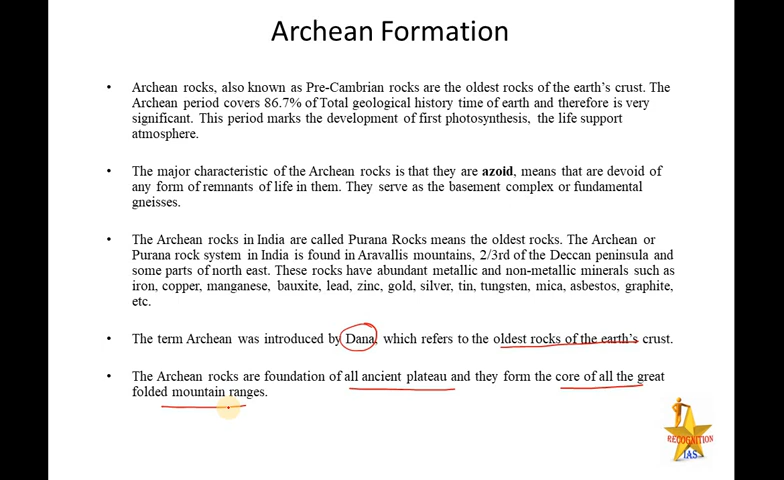 Archean Formation
• Archean rocks, also known as Pre-Cambrian rocks are the oldest rocks of the earth's crust. The
Archean period covers 86.7% of Total geological history time of earth and therefore is very
significant. This period marks the development of first photosynthesis, the life support
atmosphere.
• The major characteristic of the Archean rocks is that they are azoid, means that are devoid of
any form of remnants of life in them. They serve as the basement complex or fundamental
gneisses.
• The Archean rocks in India are called Purana Rocks means the oldest rocks. The Archean or
Purana rock system in India is found in Aravallis mountains, 2/3rd of the Deccan peninsula and
some parts of north east. These rocks have abundant metallic and non-metallic minerals such as
iron, copper, manganese, bauxite, lead, zinc, gold, silver, tin, tungsten, mica, asbestos, graphite,
etc.
• The term Archean was introduced by Dana, which refers to the oldest rocks of the earth's crust.
• The Archean rocks are foundation of all ancient plateau and they form the core of all the great
folded mountain ranges.
RECOGNITION
IAS